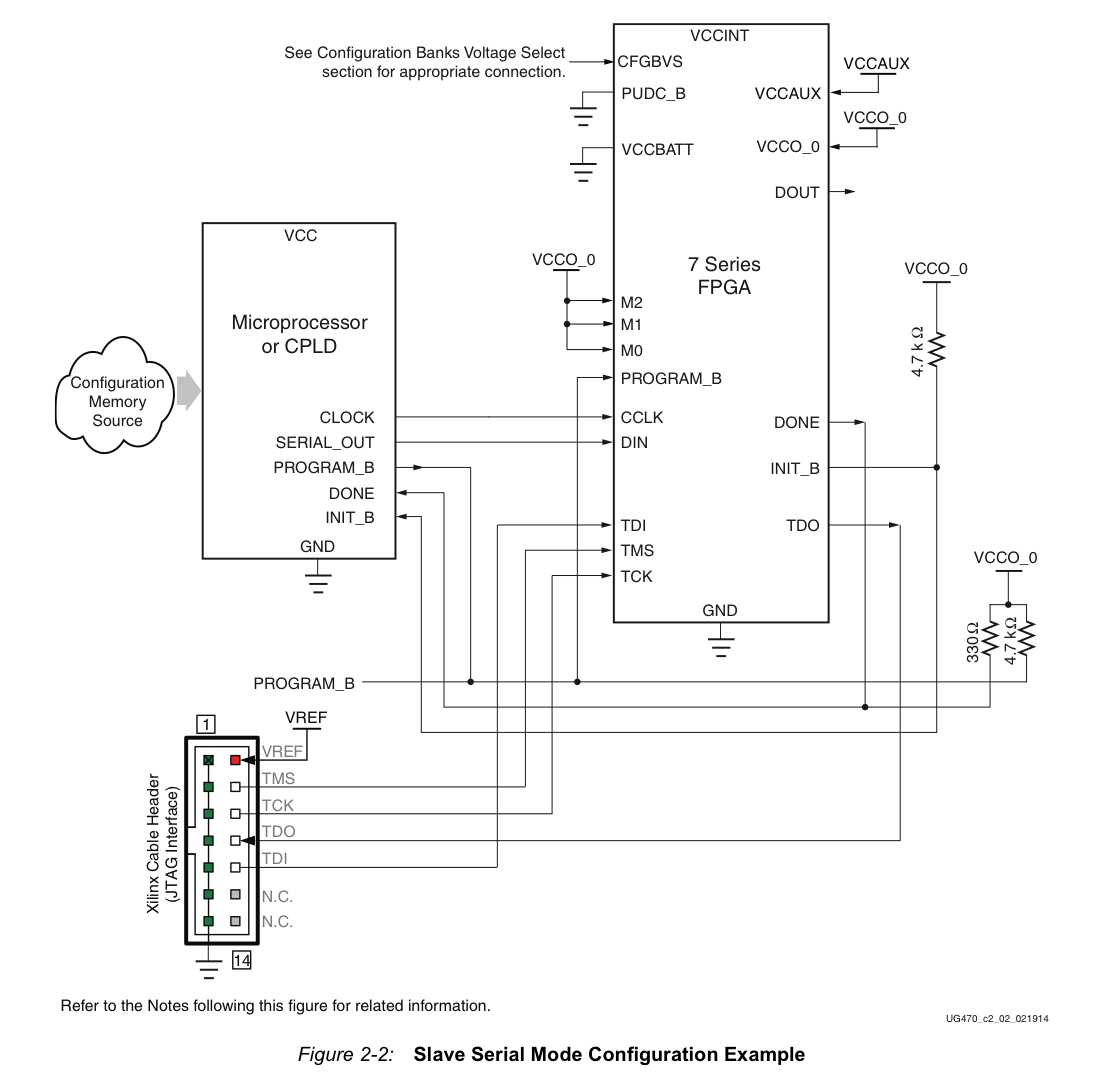 VCCINT
See Configuration Banks Voltage Select
section for appropriate connection.
CFGBVS
PUDC_B
VCCBATT
VCCAUX
VCCAUX
VCCO_0
VCCO_0
DOUT
VCC
Microprocessor
or CPLD
Configuration
Memory
Source
VCCO_0
7 Series
FPGA
M2
M1
M0
PROGRAM_B
CLOCK
SERIAL_OUT
PROGRAM_B
DONE
INIT_B
GND
CCLK
DIN
DONE
INIT_B
VCCO_0
4.7 k Ω
TDI
TMS
TCK
TDO
GND
VCCO_0
330 Ω
4.7 k Ω
PROGRAM_B
1
VREF
VREF
TMS
TCK
TDO
TDI
N.C.
N.C.
Xilinx Cable Header
(JTAG Interface)
14
Refer to the Notes following this figure for related information.
UG470_c2_02_021914
Figure 2-2: Slave Serial Mode Configuration Example